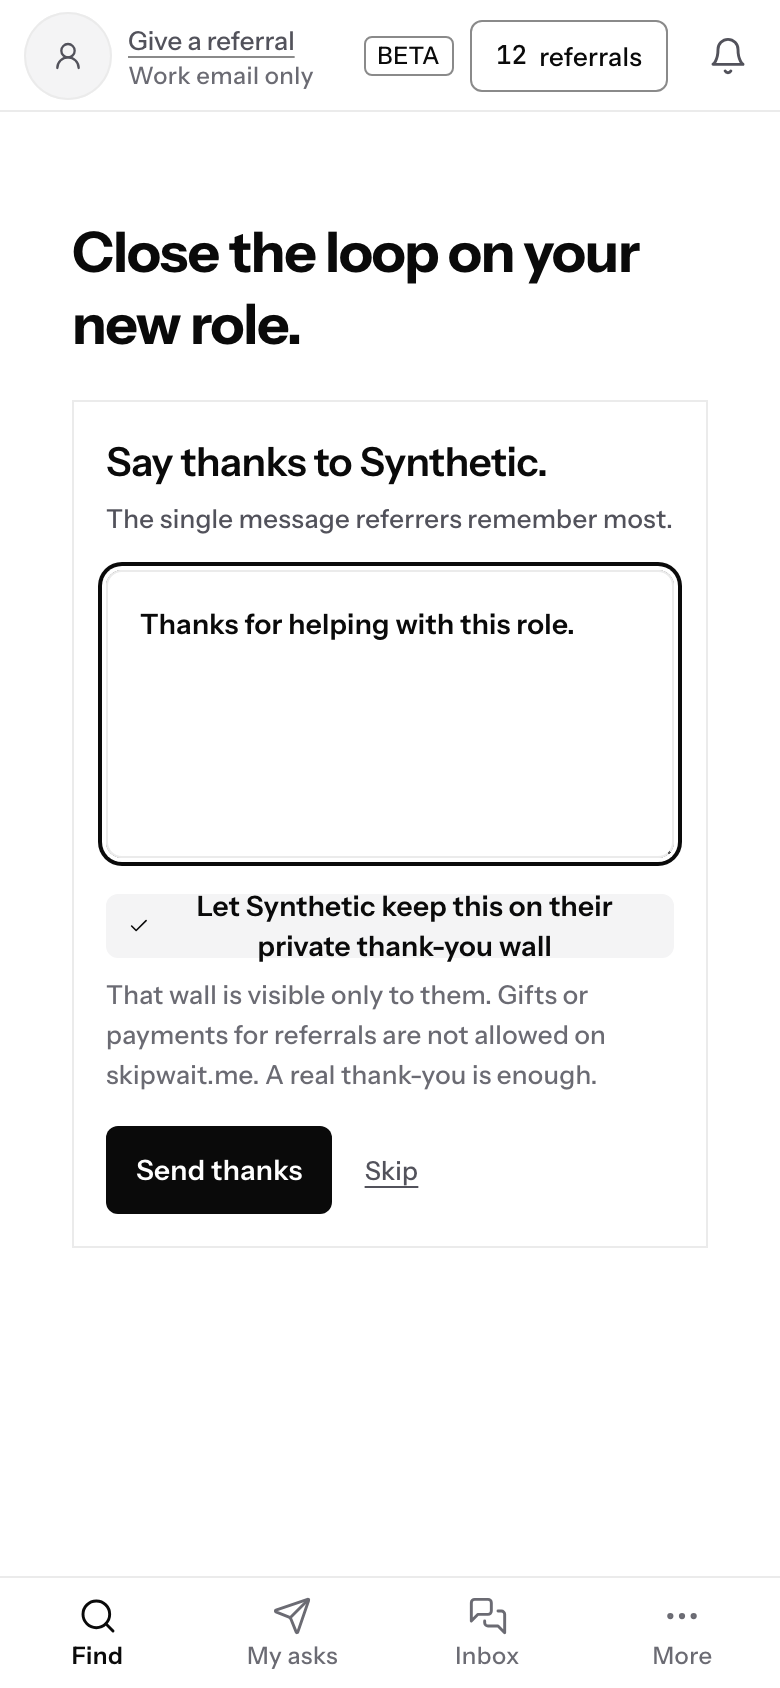 Give a referral
Work email only
BETA
12 referrals
Close the loop on your
new role.
Say thanks to Synthetic.
The single message referrers remember most.
Thanks for helping with this role.
Let Synthetic keep this on their
private thank-you wall
That wall is visible only to them. Gifts or
payments for referrals are not allowed on
skipwait.me. A real thank-you is enough.
Send thanks
Skip
Find
My asks
Inbox
More